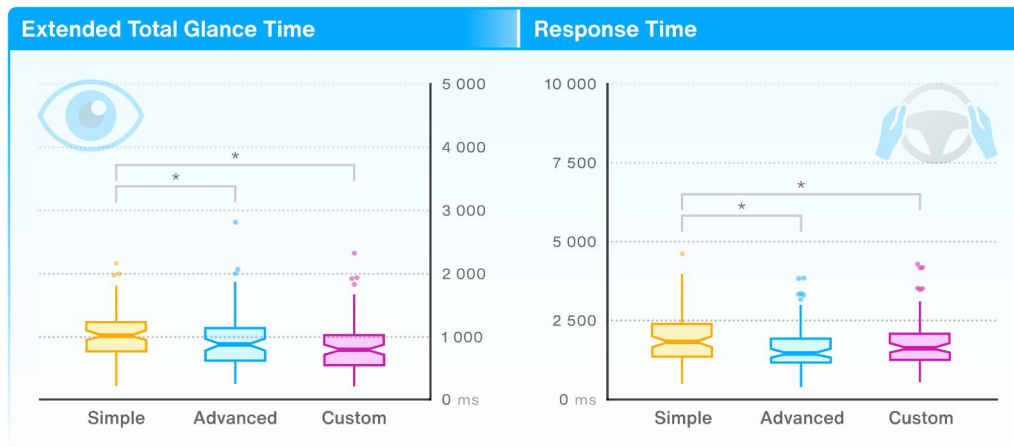 Extended Total Glance Time
Response Time
5 000
4 000
3 000
2 000
1 000
0 ms
*
*
Simple
Advanced
Custom
10 000
7 500
5 000
2 500
0 ms
*
*
Simple
Advanced
Custom